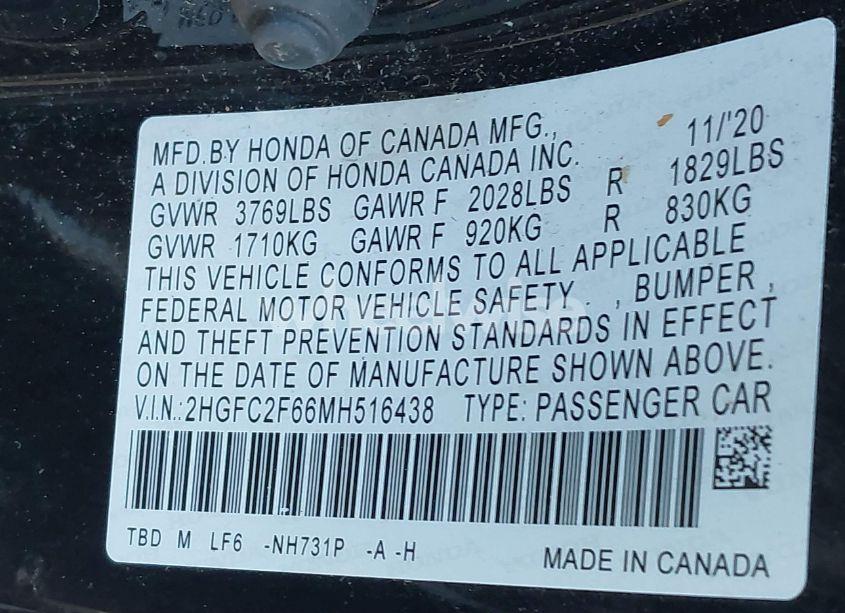 MFD. BY HONDA OF CANADA MFG., 11/'20
A DIVISION OF HONDA CANADA INC.
GVWR 3769LBS GAWR F 2028LBS R 1829LBS
GVWR 1710KG GAWR F 920KG R 830KG
THIS VEHICLE CONFORMS TO ALL APPLICABLE
FEDERAL MOTOR VEHICLE SAFETY, BUMPER,
AND THEFT PREVENTION STANDARDS IN EFFECT
ON THE DATE OF MANUFACTURE SHOWN ABOVE.
V.I.N.:2HGFC2F66MH516438 TYPE: PASSENGER CAR
TBD M LF6 -NH731P -A -H
MADE IN CANADA